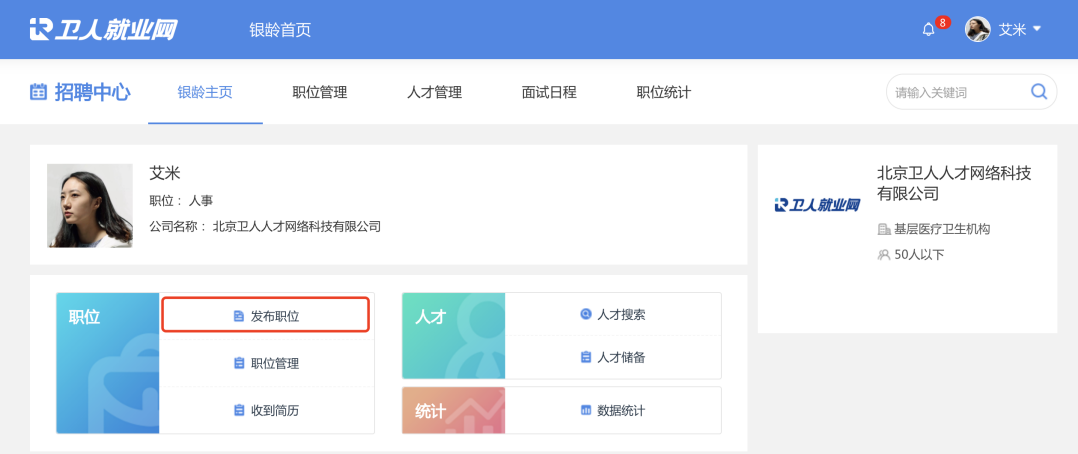 卫人就业网
银龄首页
8
艾米
招聘中心
银龄主页
职位管理
人才管理
面试日程
职位统计
请输入关键词
艾米
职位： 人事
公司名称： 北京卫人人才网络科技有限公司
卫人就业网
北京卫人人才网络科技
有限公司
基层医疗卫生机构
50人以下
职位
发布职位
职位管理
收到简历
人才
人才搜索
人才储备
统计
数据统计